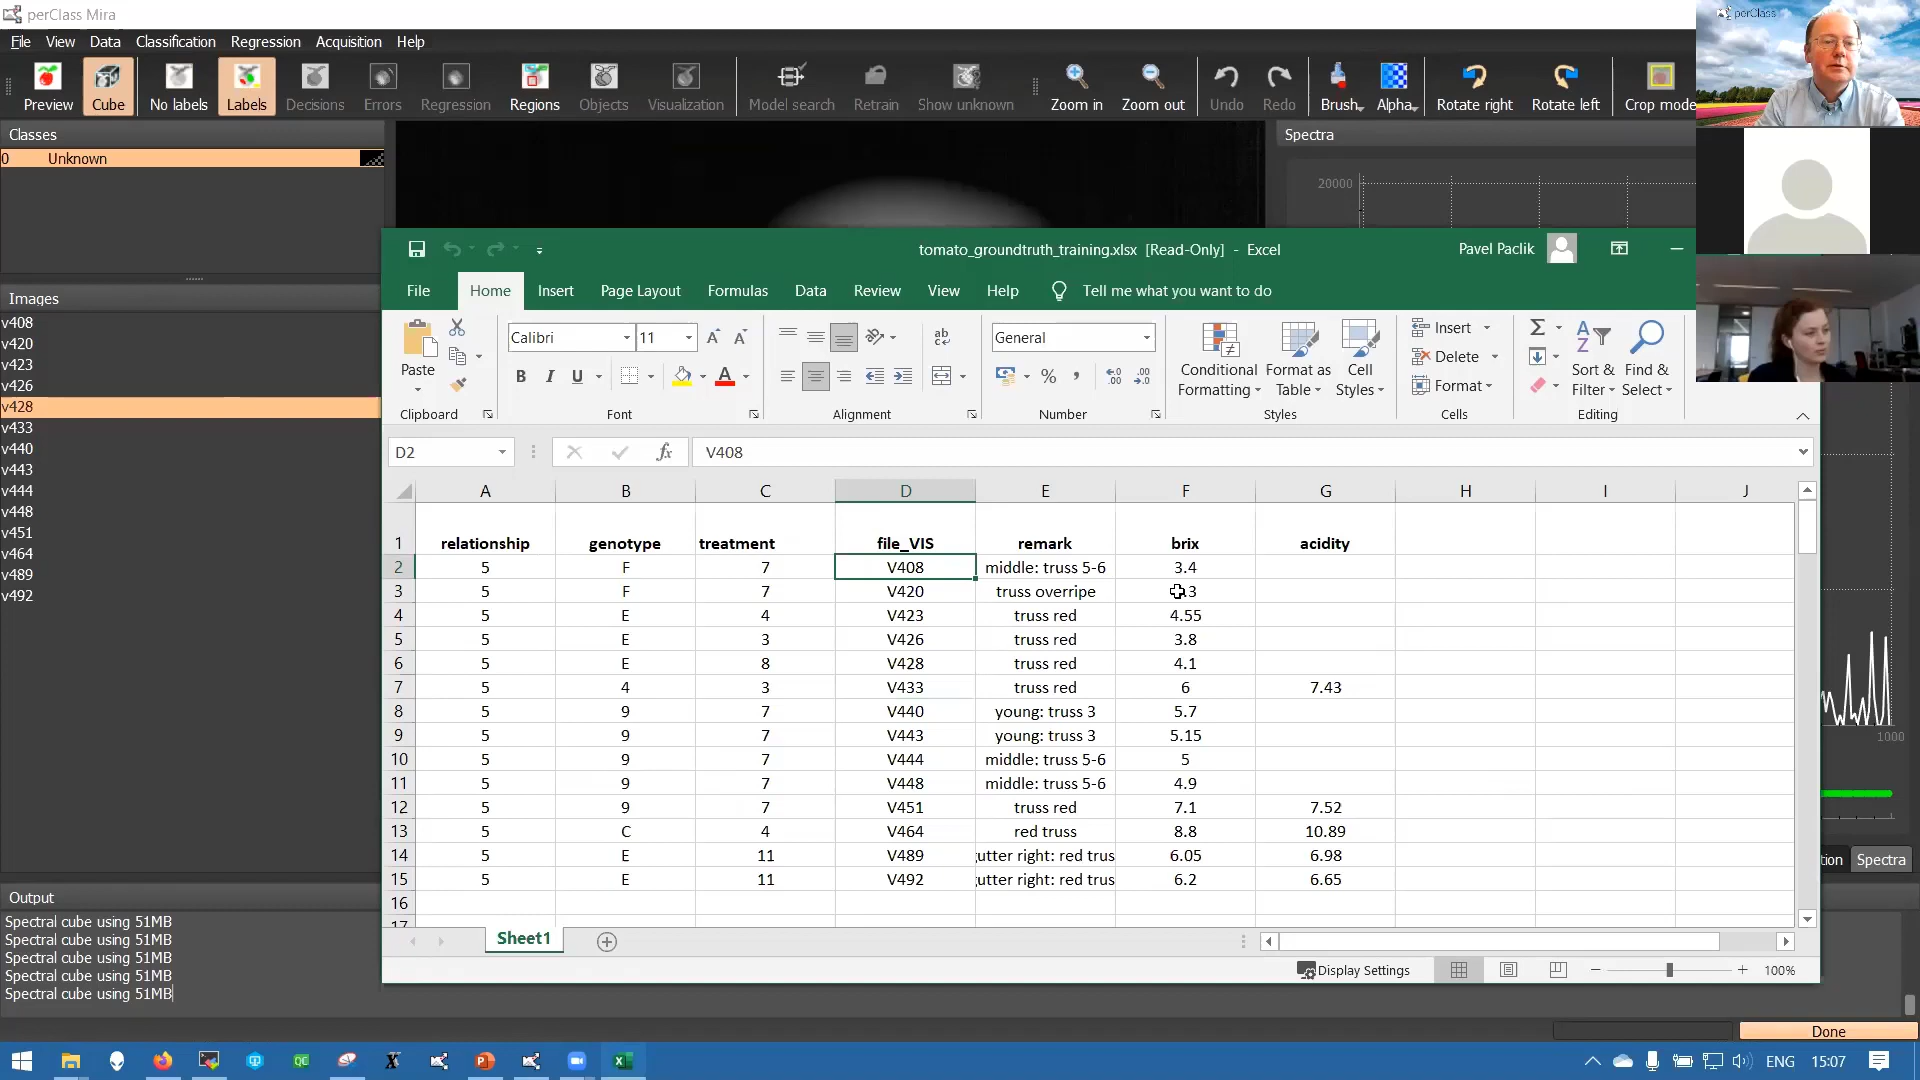 perClass Mira
File View Data Classification Regression Acquisition Help
Preview Cube No labels Labels Decisions Errors Regression Regions Objects Visualization Model search Retrain Show unknown Zoom in Zoom out Undo Redo Brush Alpha Rotate right Rotate left Crop mode
perClass
Classes
0 Unknown
Spectra
20000
Images
v408
v420
v423
v426
v428
v433
v440
v443
v444
v448
v451
v464
v489
v492
tomato_groundtruth_training.xlsx [Read-Only] - Excel
Pavel Paclik
File Home Insert Page Layout Formulas Data Review View Help Tell me what you want to do
Paste
Calibri 11
B I U
General
Conditional Formatting
Format as Table
Cell Styles
Insert
Delete
Format
Sort & Filter
Find & Select
Clipboard Font Alignment Number Styles Cells Editing
D2 fx V408
A B C D E F G H I J
1 relationship genotype treatment file_VIS remark brix acidity
2 5 F 7 V408 middle: truss 5-6 3.4
3 5 F 7 V420 truss overripe 3
4 5 E 4 V423 truss red 4.55
5 5 E 3 V426 truss red 3.8
6 5 E 8 V428 truss red 4.1
7 5 4 3 V433 truss red 6 7.43
8 5 9 7 V440 young: truss 3 5.7
9 5 9 7 V443 young: truss 3 5.15
10 5 9 7 V444 middle: truss 5-6 5
11 5 9 7 V448 middle: truss 5-6 4.9
12 5 9 7 V451 truss red 7.1 7.52
13 5 C 4 V464 red truss 8.8 10.89
14 5 E 11 V489 gutter right: red trus 6.05 6.98
15 5 E 11 V492 gutter right: red trus 6.2 6.65
16
17
1000
tion Spectra
Sheet1
Display Settings
100%
Output
Spectral cube using 51MB
Spectral cube using 51MB
Spectral cube using 51MB
Spectral cube using 51MB
Spectral cube using 51MB
Done
ENG 15:07